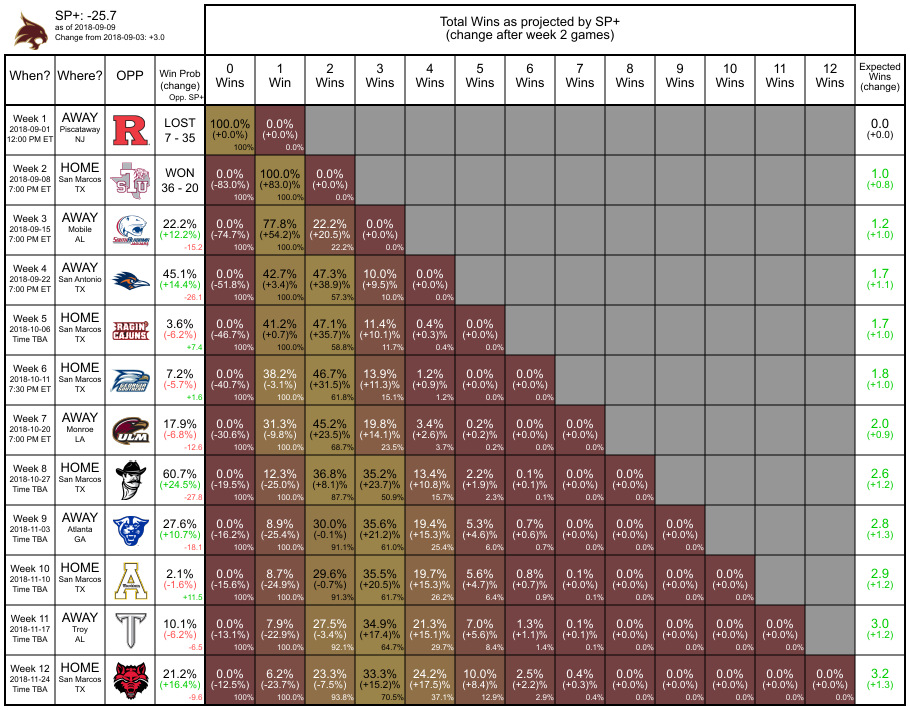 SP+: -25.7
as of 2018-09-09
Change from 2018-09-03: +3.0
Total Wins as projected by SP+
(change after week 2 games)
When? Where? OPP Win Prob (change) Opp. SP+ 0 Wins 1 Win 2 Wins 3 Wins 4 Wins 5 Wins 6 Wins 7 Wins 8 Wins 9 Wins 10 Wins 11 Wins 12 Wins Expected Wins (change)
Week 1 AWAY LOST 100.0% 0.0% 0.0
2018-09-01 Piscataway R 7 - 35 (+0.0%) (+0.0%) (+0.0)
12:00 PM ET NJ 100% 0.0%
Week 2 HOME WON 0.0% 100.0% 0.0% 1.0
2018-09-08 San Marcos 36 - 20 (-83.0%) (+83.0)% (+0.0%) (+0.8)
7:00 PM ET TX 100% 100.0% 0.0%
Week 3 AWAY 22.2% 0.0% 77.8% 22.2% 0.0% 1.2
2018-09-15 Mobile (+12.2%) (-74.7%) (+54.2)% (+20.5)% (+0.0%) (+1.0)
7:00 PM ET AL -15.2 100% 100.0% 22.2% 0.0%
Week 4 AWAY 45.1% 0.0% 42.7% 47.3% 10.0% 0.0% 1.7
2018-09-22 San Antonio (+14.4%) (-51.8%) (+3.4)% (+38.9)% (+9.5)% (+0.0%) (+1.1)
7:00 PM ET TX -26.1 100% 100.0% 57.3% 10.0% 0.0%
Week 5 HOME RAGIN' 3.6% 0.0% 41.2% 47.1% 11.4% 0.4% 0.0% 1.7
2018-10-06 San Marcos CAJUNS (-6.2%) (-46.7%) (+0.7)% (+35.7)% (+10.1)% (+0.3)% (+0.0%) (+1.0)
Time TBA TX +7.4 100% 100.0% 58.8% 11.7% 0.4% 0.0%
Week 6 HOME 7.2% 0.0% 38.2% 46.7% 13.9% 1.2% 0.0% 0.0% 1.8
2018-10-11 San Marcos (-5.7%) (-40.7%) (-3.1%) (+31.5)% (+11.3)% (+0.9)% (+0.0)% (+0.0%) (+1.0)
7:30 PM ET TX +1.6 100% 100.0% 61.8% 15.1% 1.2% 0.0% 0.0%
Week 7 AWAY 17.9% 0.0% 31.3% 45.2% 19.8% 3.4% 0.2% 0.0% 0.0% 2.0
2018-10-20 Monroe ULM (-6.8%) (-30.6%) (-9.8%) (+23.5)% (+14.1)% (+2.6)% (+0.2)% (+0.0)% (+0.0%) (+0.9)
7:00 PM ET LA -12.6 100% 100.0% 68.7% 23.5% 3.7% 0.2% 0.0% 0.0%
Week 8 HOME 60.7% 0.0% 12.3% 36.8% 35.2% 13.4% 2.2% 0.1% 0.0% 0.0% 2.6
2018-10-27 San Marcos (+24.5%) (-19.5%) (-25.0%) (+8.1)% (+23.7)% (+10.8)% (+1.9)% (+0.1)% (+0.0)% (+0.0%) (+1.2)
Time TBA TX -27.8 100% 100.0% 87.7% 50.9% 15.7% 2.3% 0.1% 0.0% 0.0%
Week 9 AWAY 27.6% 0.0% 8.9% 30.0% 35.6% 19.4% 5.3% 0.7% 0.0% 0.0% 0.0% 2.8
2018-11-03 Atlanta (+10.7%) (-16.2%) (-25.4%) (-0.1%) (+21.2)% (+15.3)% (+4.6)% (+0.6)% (+0.0)% (+0.0)% (+0.0%) (+1.3)
Time TBA GA -18.1 100% 100.0% 91.1% 61.0% 25.4% 6.0% 0.7% 0.0% 0.0% 0.0%
Week 10 HOME 2.1% 0.0% 8.7% 29.6% 35.5% 19.7% 5.6% 0.8% 0.1% 0.0% 0.0% 0.0% 2.9
2018-11-10 San Marcos A (-1.6%) (-15.6%) (-24.9%) (-0.7%) (+20.5)% (+15.3)% (+4.7)% (+0.7)% (+0.0)% (+0.0)% (+0.0)% (+0.0%) (+1.2)
Time TBA TX +11.5 100% 100.0% 91.3% 61.7% 26.2% 6.4% 0.9% 0.1% 0.0% 0.0% 0.0%
Week 11 AWAY 10.1% 0.0% 7.9% 27.5% 34.9% 21.3% 7.0% 1.3% 0.1% 0.0% 0.0% 0.0% 0.0% 3.0
2018-11-17 Troy T (-6.2%) (-13.1%) (-22.9%) (-3.4%) (+17.4)% (+15.1)% (+5.6)% (+1.1)% (+0.1)% (+0.0)% (+0.0)% (+0.0)% (+0.0%) (+1.2)
Time TBA AL -6.5 100% 100.0% 92.1% 64.7% 29.7% 8.4% 1.4% 0.1% 0.0% 0.0% 0.0% 0.0%
Week 12 HOME 21.2% 0.0% 6.2% 23.3% 33.3% 24.2% 10.0% 2.5% 0.4% 0.0% 0.0% 0.0% 0.0% 0.0% 3.2
2018-11-24 San Marcos (+16.4%) (-12.5%) (-23.7%) (-7.5%) (+15.2)% (+17.5)% (+8.4)% (+2.2)% (+0.3)% (+0.0)% (+0.0)% (+0.0)% (+0.0)% (+0.0%) (+1.3)
Time TBA TX -9.6 100% 100.0% 93.8% 70.5% 37.1% 12.9% 2.9% 0.4% 0.0% 0.0% 0.0% 0.0% 0.0%